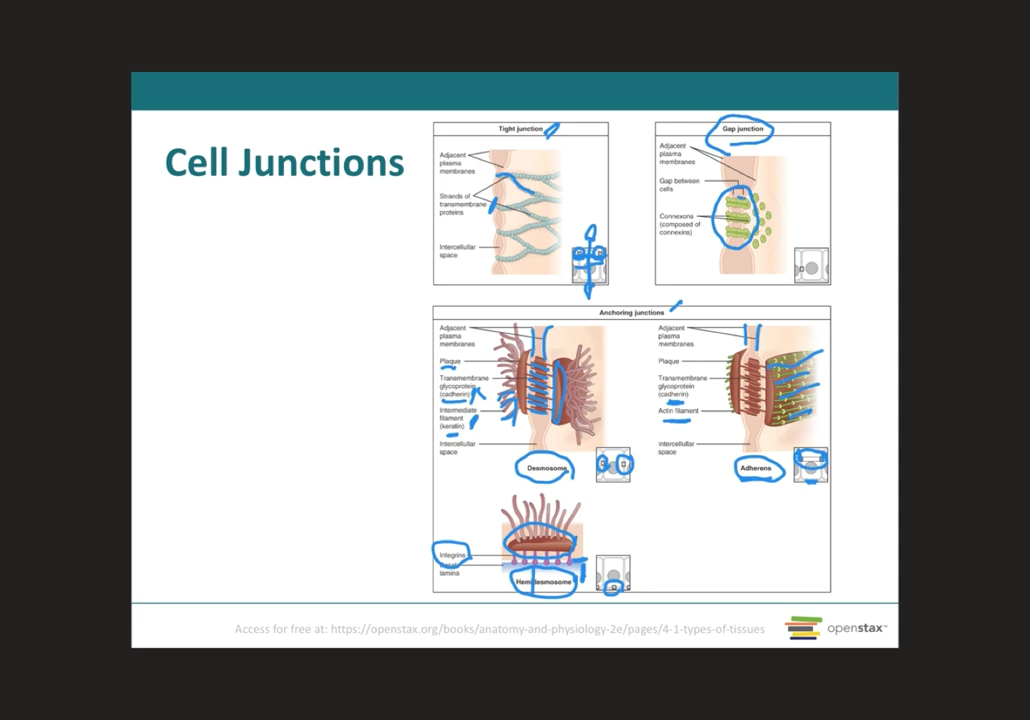 Cell Junctions
Tight junction
Adjacent
plasma
membranes
Strands of
transmembrane
proteins
Intercellular
space
Gap junction
Adjacent
plasma
membranes
Gap between
cells
Connexons
(composed of
connexins)
Anchoring junctions
Adjacent
plasma
membranes
Plaque
Transmembrane
glycoprotein
(cadherin)
Intermediate
filament
(keratin)
Intercellular
space
Desmosome
Adjacent
plasma
membranes
Plaque
Transmembrane
glycoprotein
(cadherin)
Actin filament
Intercellular
space
Adherens
Integrins
lamina
Hemidesmosome
Access for free at: https://openstax.org/books/anatomy-and-physiology-2e/pages/4-1-types-of-tissues
openstax™